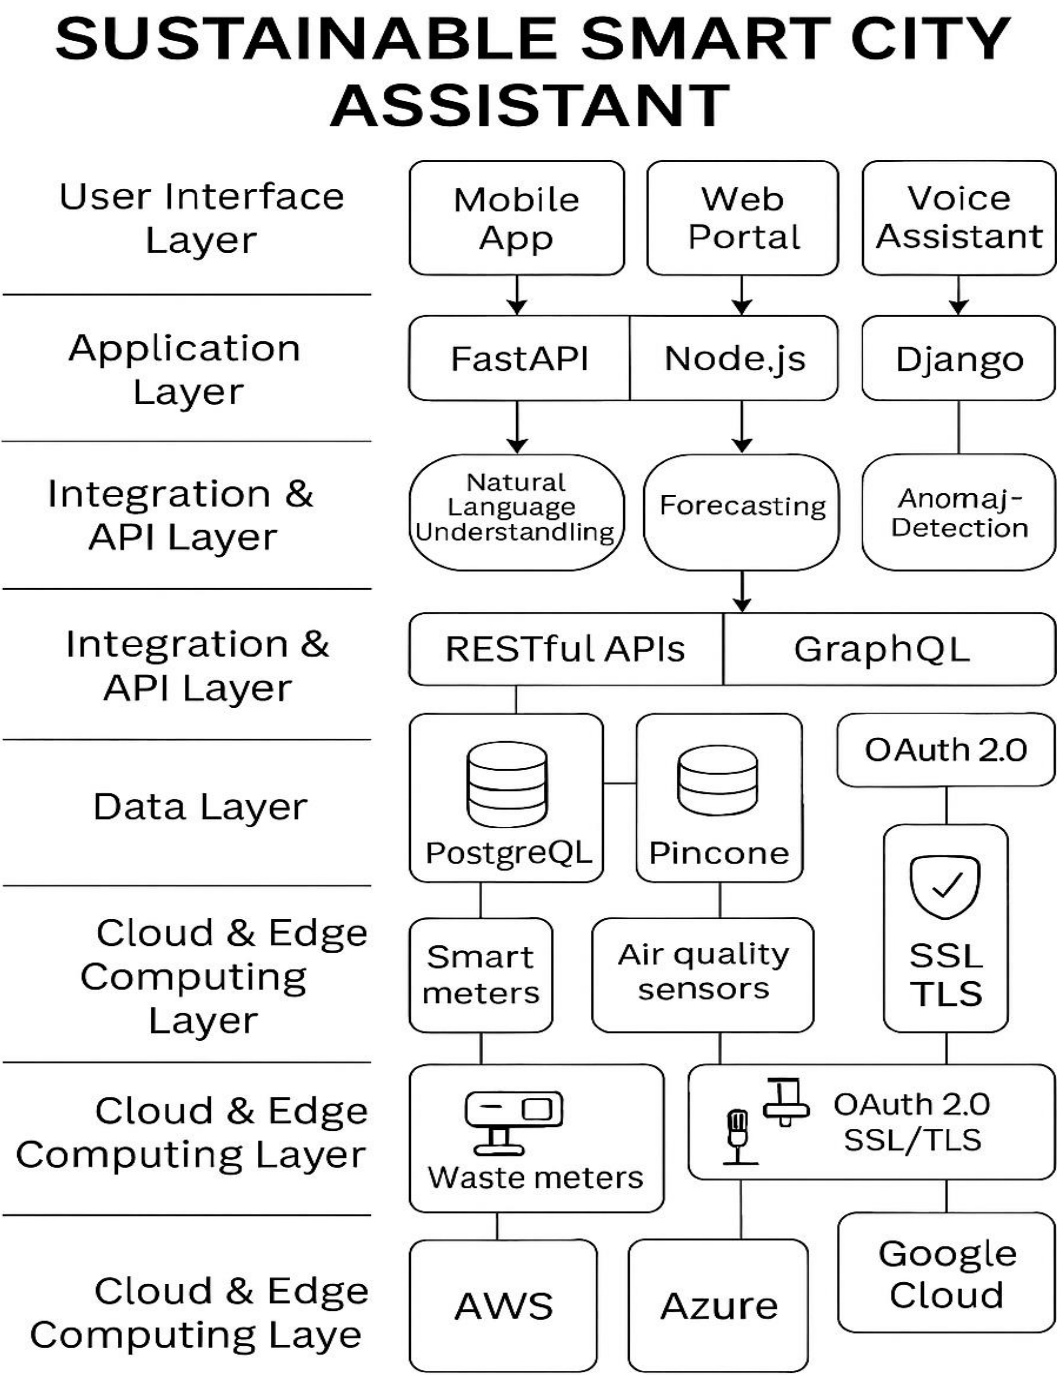 SUSTAINABLE SMART CITY
ASSISTANT
User Interface
Layer
Mobile
App
Web
Portal
Voice
Assistant
Application
Layer
FastAPI
Node.js
Django
Integration &
API Layer
Natural
Language
Understandling
Forecasting
Anomaj-
Detection
Integration &
API Layer
RESTful APIs
GraphQL
Data Layer
PostgreQL
Pincone
OAuth 2.0
SSL
TLS
Cloud & Edge
Computing
Layer
Smart
meters
Air quality
sensors
Cloud & Edge
Computing Layer
Waste meters
OAuth 2.0
SSL/TLS
Cloud & Edge
Computing Laye
AWS
Azure
Google
Cloud